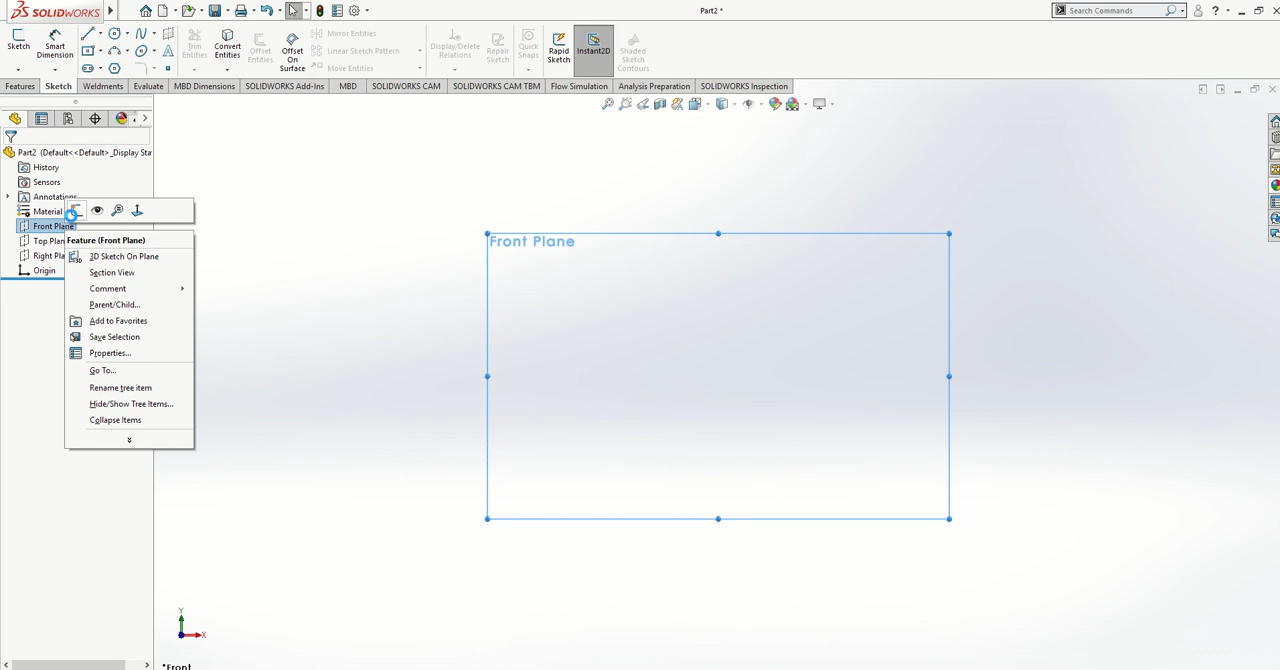 SOLIDWORKS
Part2 *
Search Commands
?
Sketch
Smart Dimension
Trim Entities
Convert Entities
Offset Entities
Offset On Surface
Mirror Entities
Linear Sketch Pattern
Move Entities
Display/Delete Relations
Repair Sketch
Quick Snaps
Rapid Sketch
Instant2D
Shaded Sketch Contours
Features
Sketch
Weldments
Evaluate
MBD Dimensions
SOLIDWORKS Add-Ins
MBD
SOLIDWORKS CAM
SOLIDWORKS CAM TBM
Flow Simulation
Analysis Preparation
SOLIDWORKS Inspection
Part2 (Default<<Default>_Display Sta
History
Sensors
Annotations
Material
Front Plane
Top Plan
Right Pla
Origin
Feature (Front Plane)
3D Sketch On Plane
Section View
Comment
Parent/Child...
Add to Favorites
Save Selection
Properties...
Go To...
Rename tree item
Hide/Show Tree Items...
Collapse Items
Front Plane
Y
X
*Front